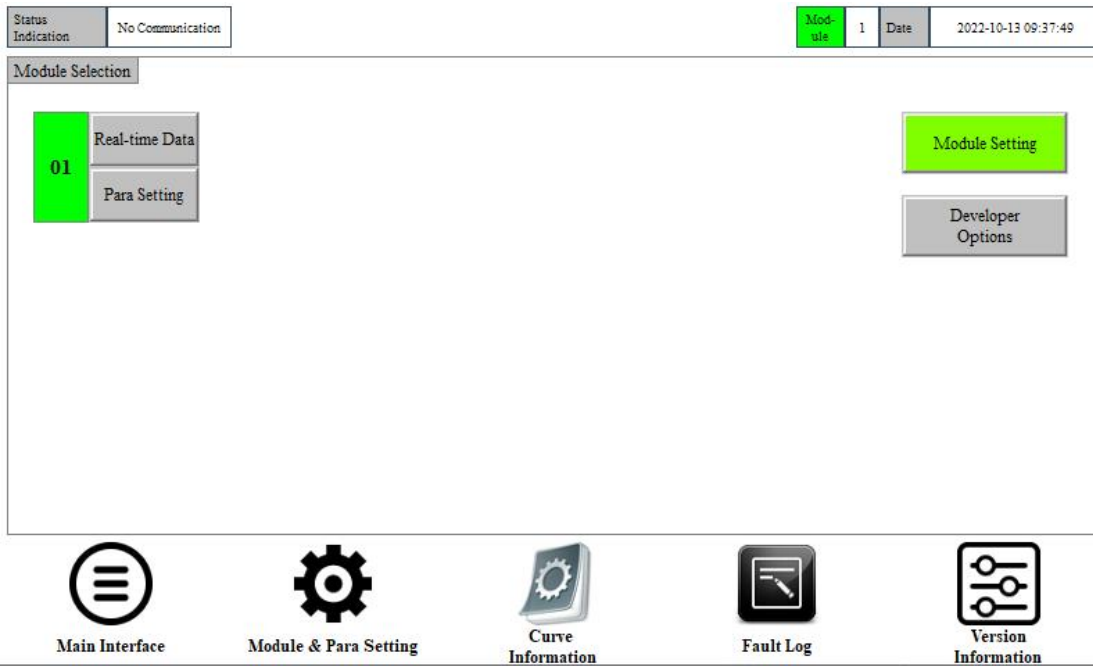 Status
Indication
No Communication
Mod-
ule
1
Date
2022-10-13 09:37:49
Module Selection
01
Real-time Data
Para Setting
Module Setting
Developer
Options
Main Interface
Module & Para Setting
Curve
Information
Fault Log
Version
Information